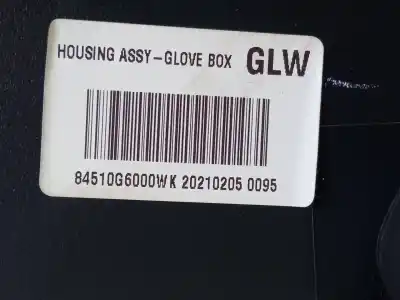 HOUSING ASSY-GLOVE BOX GLW
84510G6000WK 20210205 0095